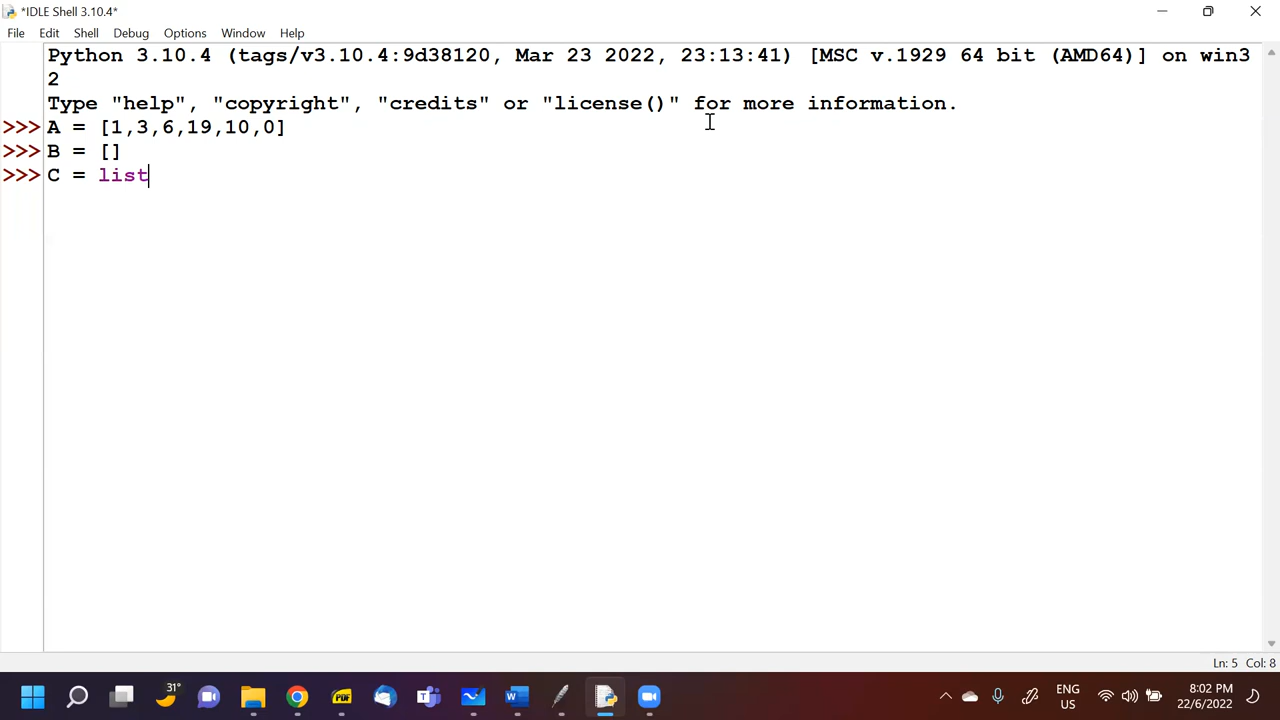 *IDLE Shell 3.10.4*
File Edit Shell Debug Options Window Help
Python 3.10.4 (tags/v3.10.4:9d38120, Mar 23 2022, 23:13:41) [MSC v.1929 64 bit (AMD64)] on win3
2
Type "help", "copyright", "credits" or "license()" for more information.
>>> A = [1,3,6,19,10,0]
>>> B = []
>>> C = list
Ln: 5 Col: 8
31°
PDF
ENG
US
8:02 PM
22/6/2022